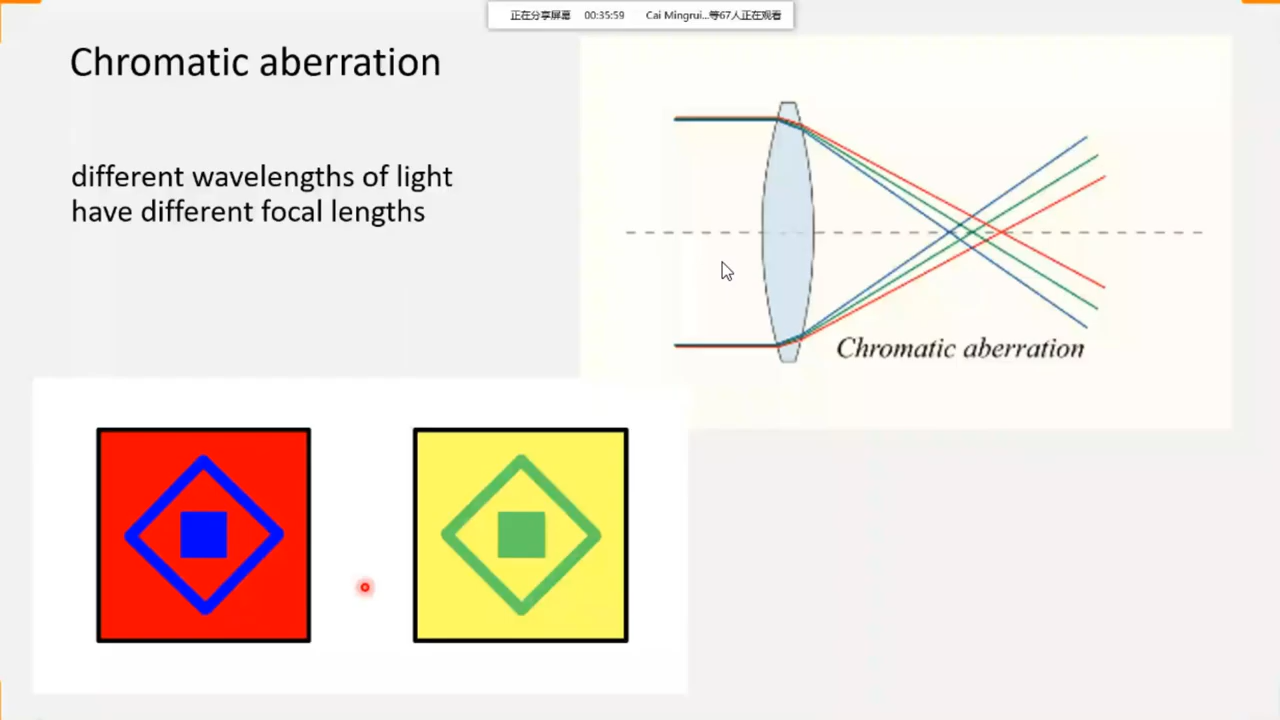 正在分享屏幕 00:35:59 Cai Mingrui...等67人正在观看
Chromatic aberration
different wavelengths of light
have different focal lengths
Chromatic aberration